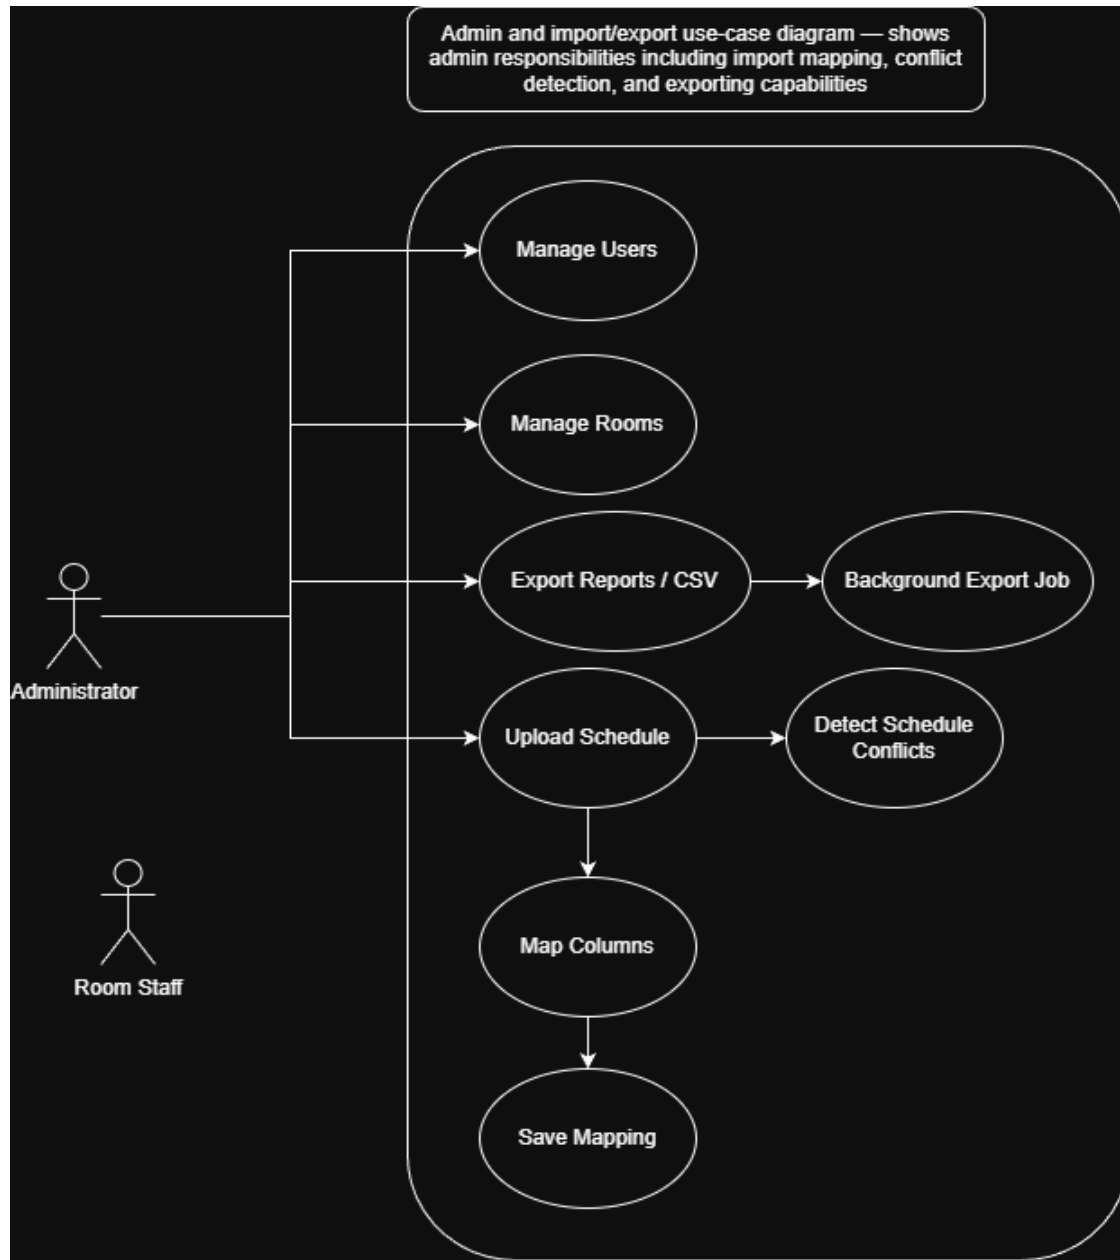 Admin and import/export use-case diagram — shows
admin responsibilities including import mapping, conflict
detection, and exporting capabilities
Manage Users
Manage Rooms
Export Reports / CSV
Background Export Job
Administrator
Upload Schedule
Detect Schedule
Conflicts
Room Staff
Map Columns
Save Mapping